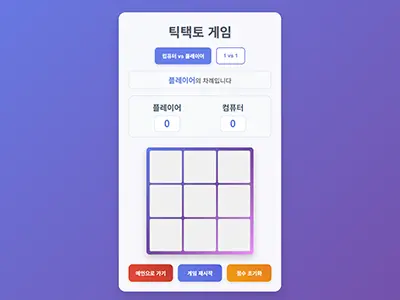 틱택토 게임
컴퓨터 vs 플레이어
1 vs 1
플레이어의 차례입니다
플레이어
컴퓨터
0
0
메인으로 가기
게임 재시작
점수 초기화